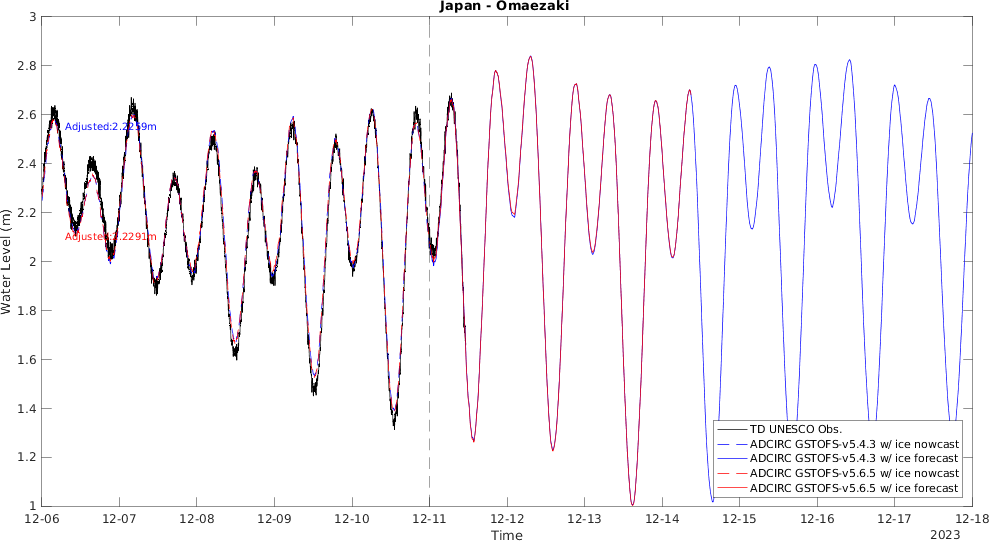 Japan - Omaezaki
3
2.8
2.6
2.4
2.2
2
1.8
1.6
1.4
1.2
1
Water Level (m)
Adjusted:2.2259m
Adjusted:2.2291m
TD UNESCO Obs.
ADCIRC GSTOFS-v5.4.3 w/ ice nowcast
ADCIRC GSTOFS-v5.4.3 w/ ice forecast
ADCIRC GSTOFS-v5.6.5 w/ ice nowcast
ADCIRC GSTOFS-v5.6.5 w/ ice forecast
12-06 12-07 12-08 12-09 12-10 12-11 12-12 12-13 12-14 12-15 12-16 12-17 12-18
Time
2023